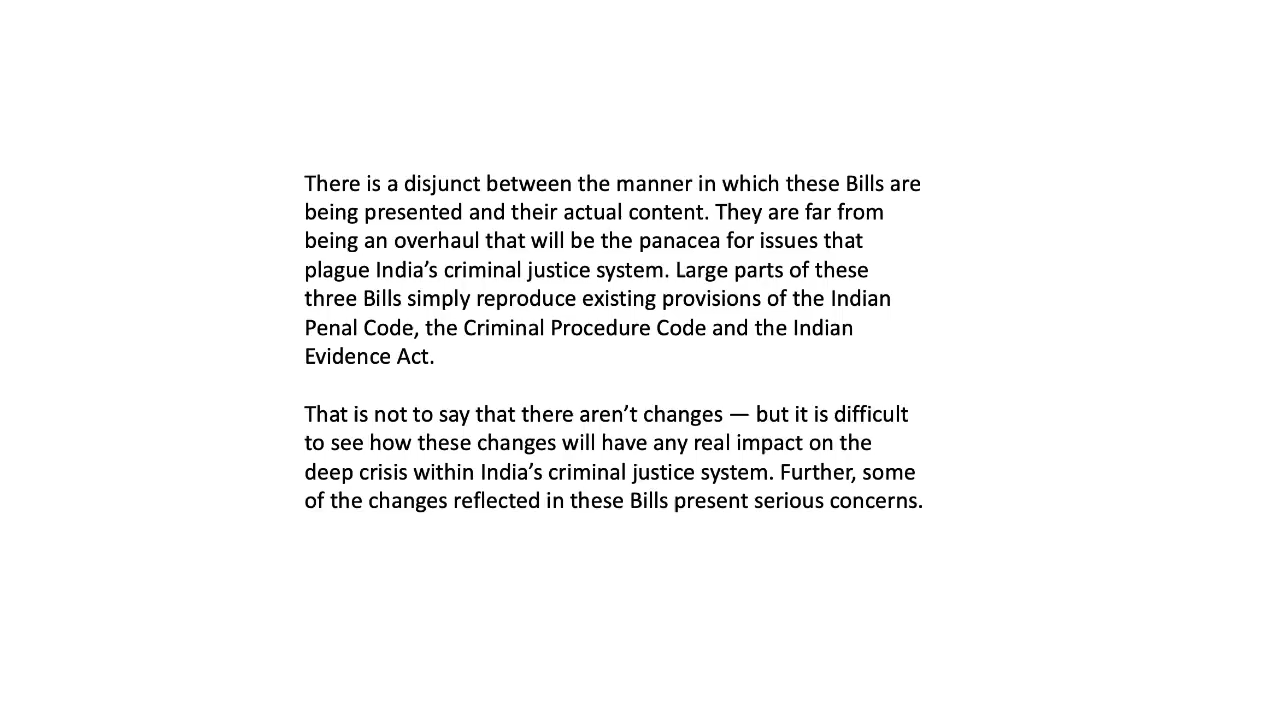 There is a disjunct between the manner in which these Bills are
being presented and their actual content. They are far from
being an overhaul that will be the panacea for issues that
plague India’s criminal justice system. Large parts of these
three Bills simply reproduce existing provisions of the Indian
Penal Code, the Criminal Procedure Code and the Indian
Evidence Act.
That is not to say that there aren’t changes — but it is difficult
to see how these changes will have any real impact on the
deep crisis within India’s criminal justice system. Further, some
of the changes reflected in these Bills present serious concerns.